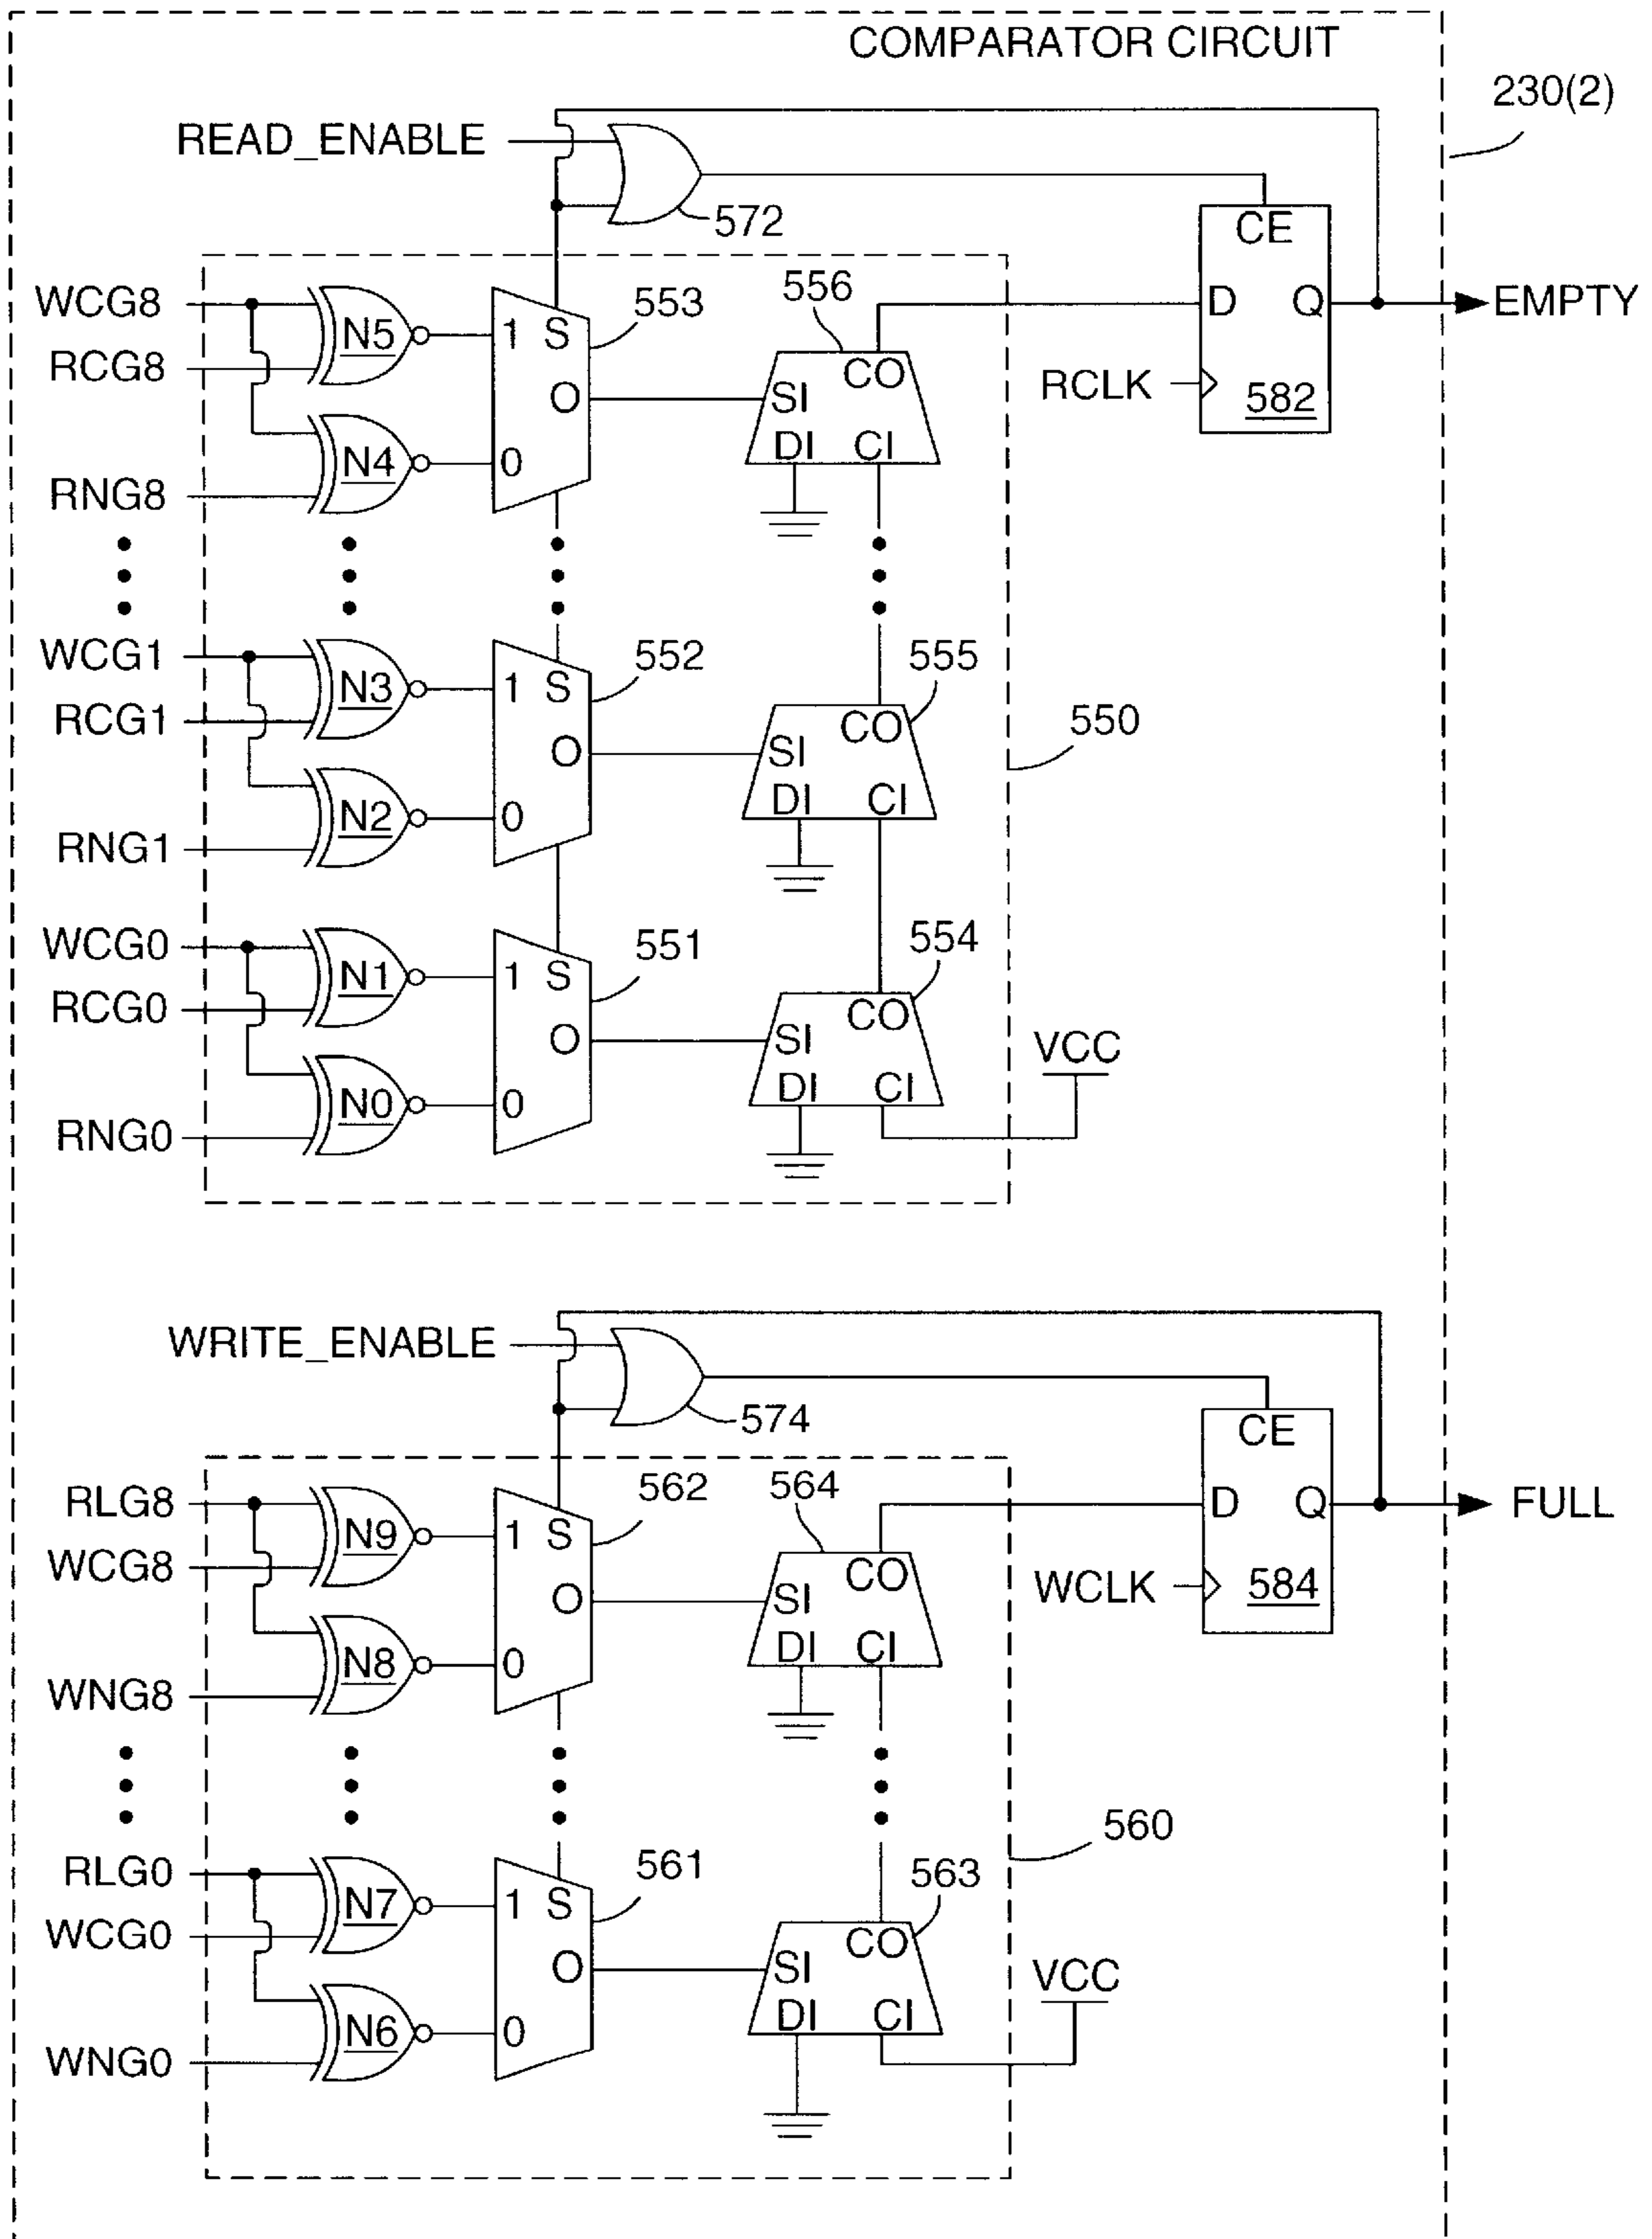 COMPARATOR CIRCUIT
230(2)
READ_ENABLE
572
CE
D Q
RCLK
582
EMPTY
WCG8
RCG8
RNG8
N5
N4
1 S
O
0
553
556
CO
SI
DI CI
WCG1
RCG1
RNG1
N3
N2
1 S
O
0
552
555
CO
SI
DI CI
550
WCG0
RCG0
RNG0
N1
N0
1 S
O
0
551
554
CO
SI
DI CI
VCC
WRITE_ENABLE
574
CE
D Q
WCLK
584
FULL
RLG8
WCG8
WNG8
N9
N8
1 S
O
0
562
564
CO
SI
DI CI
560
RLG0
WCG0
WNG0
N7
N6
1 S
O
0
561
563
CO
SI
DI CI
VCC